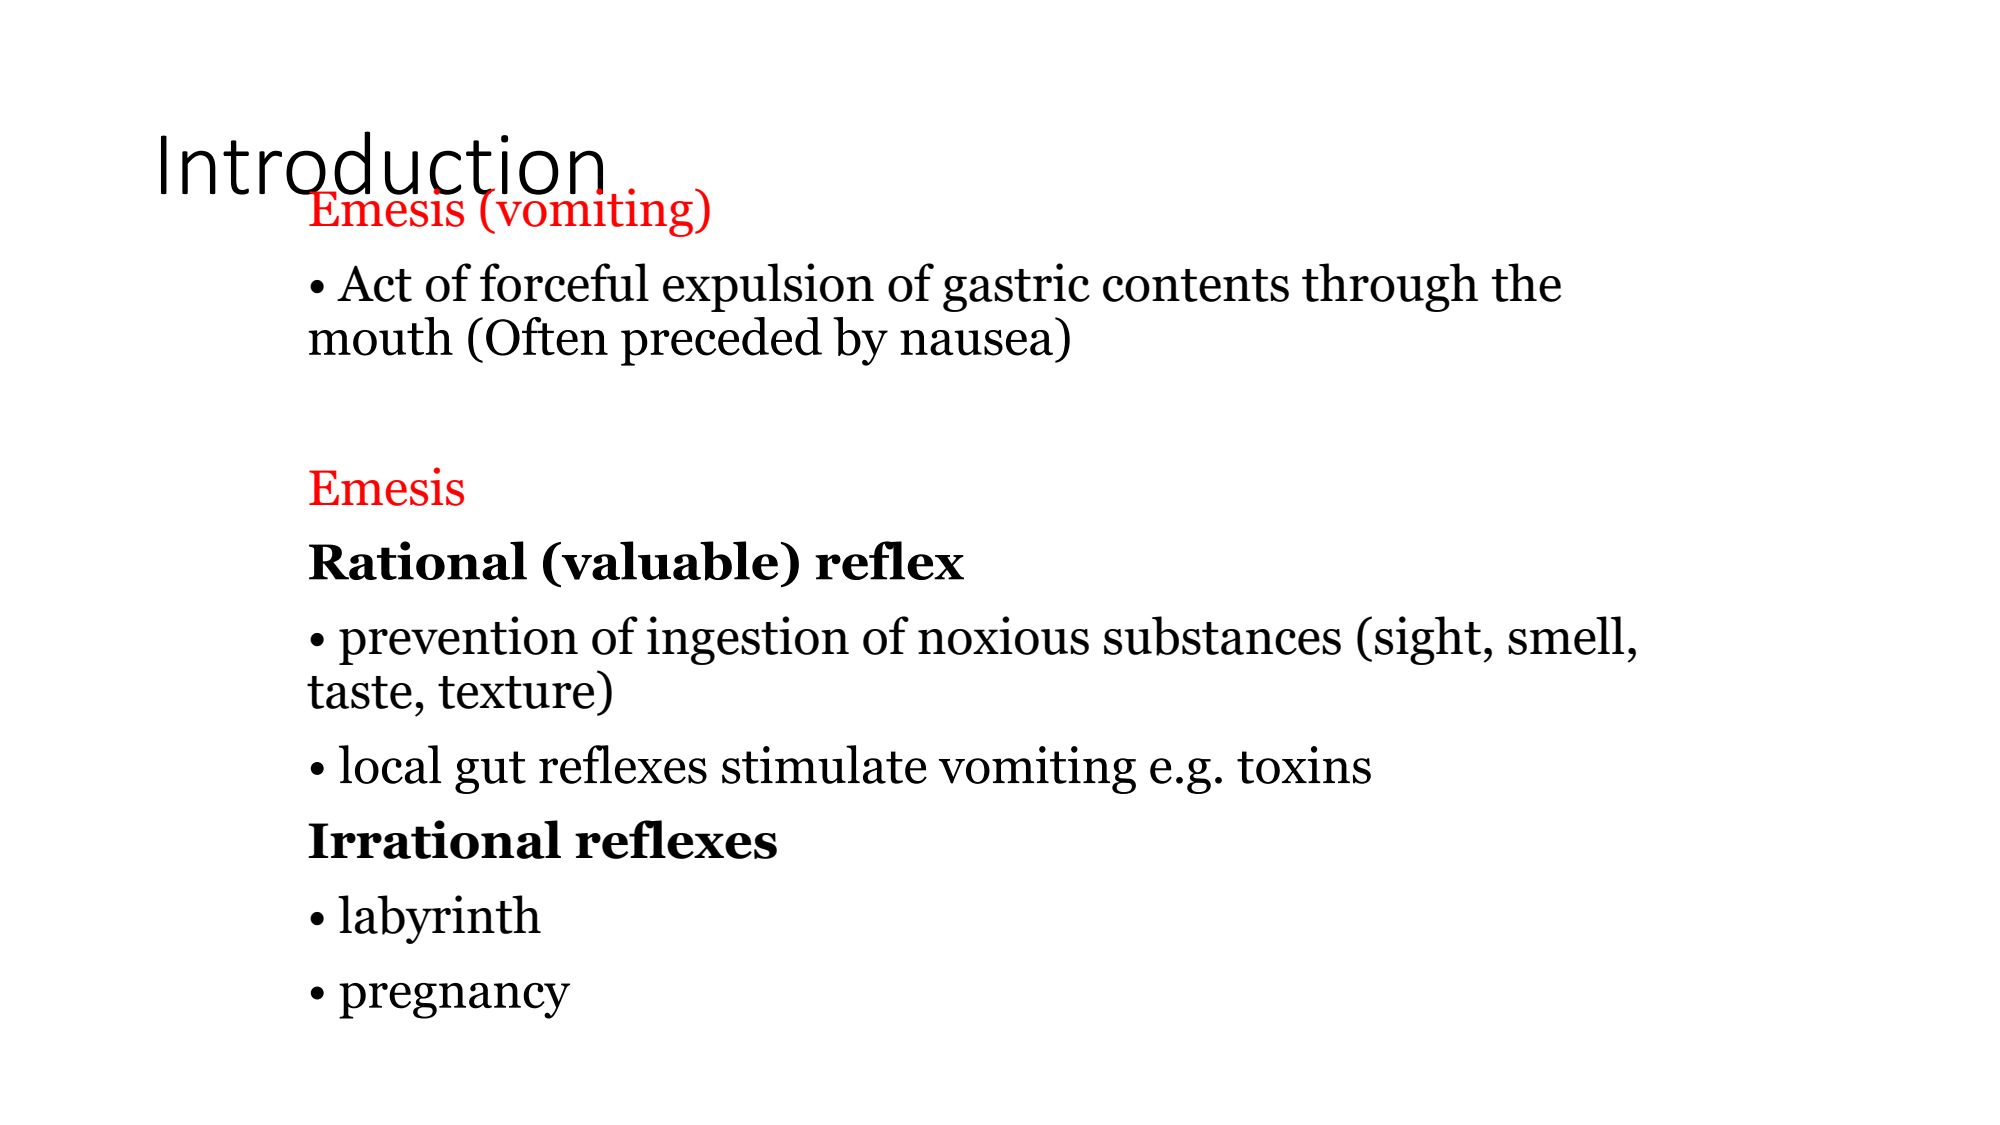 Introduction
Emesis (vomiting)
• Act of forceful expulsion of gastric contents through the
mouth (Often preceded by nausea)
Emesis
Rational (valuable) reflex
• prevention of ingestion of noxious substances (sight, smell,
taste, texture)
• local gut reflexes stimulate vomiting e.g. toxins
Irrational reflexes
• labyrinth
• pregnancy